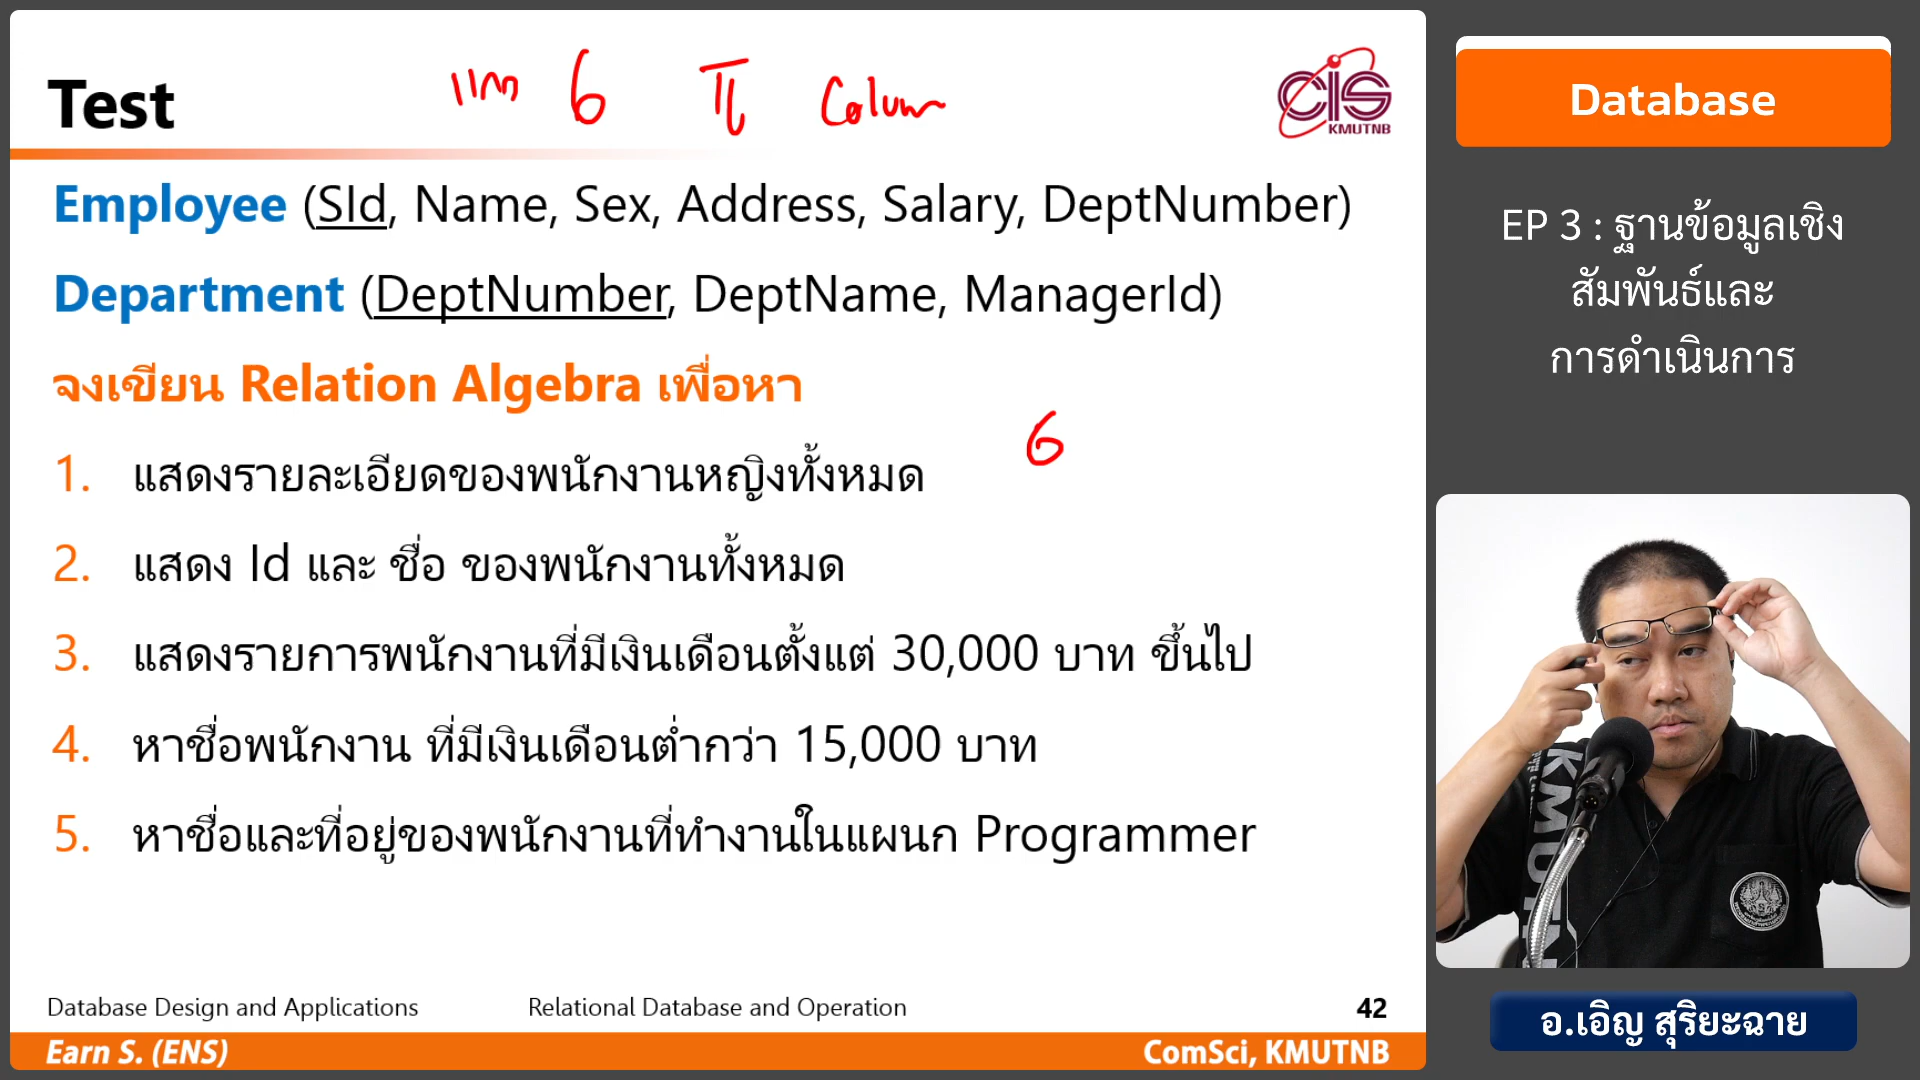 Test
แถว 6 π Column
CIS
KMUTNB
Employee (SId, Name, Sex, Address, Salary, DeptNumber)
Department (DeptNumber, DeptName, ManagerId)
จงเขียน Relation Algebra เพื่อหา
6
1. แสดงรายละเอียดของพนักงานหญิงทั้งหมด
2. แสดง Id และ ชื่อ ของพนักงานทั้งหมด
3. แสดงรายการพนักงานที่มีเงินเดือนตั้งแต่ 30,000 บาท ขึ้นไป
4. หาชื่อพนักงาน ที่มีเงินเดือนต่ำกว่า 15,000 บาท
5. หาชื่อและที่อยู่ของพนักงานที่ทำงานในแผนก Programmer
Database Design and Applications Relational Database and Operation 42
Earn S. (ENS) ComSci, KMUTNB
Database
EP 3 : ฐานข้อมูลเชิง
สัมพันธ์และ
การดำเนินการ
KMUTN
อ.เอิญ สุริยะฉาย